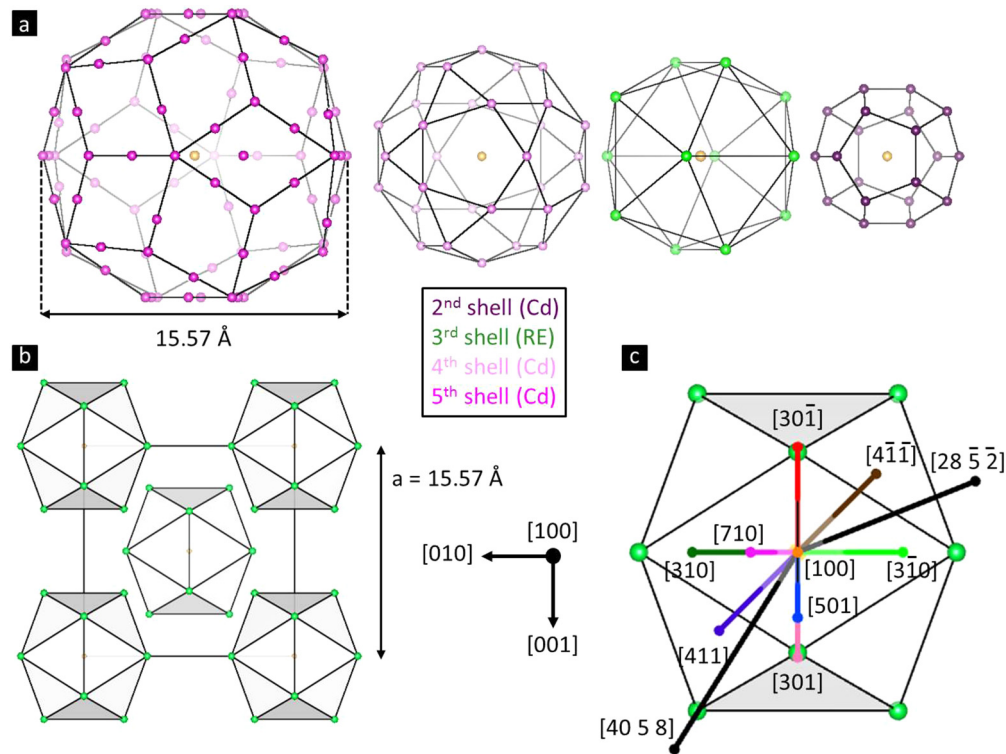 a
15.57 Å
2nd shell (Cd)
3rd shell (RE)
4th shell (Cd)
5th shell (Cd)
b
a = 15.57 Å
[100]
[010]
[001]
c
[301̅]
[41̅1̅]
[28 5̅ 2̅]
[710]
[310]
[100]
[31̅0]
[501]
[411]
[301]
[40 5 8]